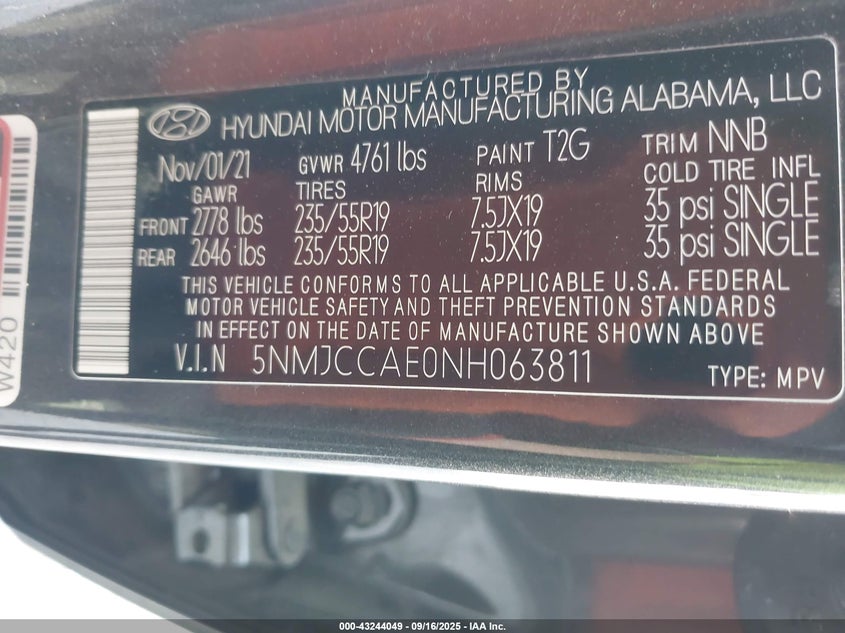 MANUFACTURED BY
HYUNDAI MOTOR MANUFACTURING ALABAMA, LLC
Nov/01/21 GVWR 4761 lbs PAINT T2G TRIM NNB
GAWR TIRES RIMS COLD TIRE INFL
FRONT 2778 lbs 235/55R19 7.5JX19 35 psi SINGLE
REAR 2646 lbs 235/55R19 7.5JX19 35 psi SINGLE
THIS VEHICLE CONFORMS TO ALL APPLICABLE U.S.A. FEDERAL
MOTOR VEHICLE SAFETY AND THEFT PREVENTION STANDARDS
IN EFFECT ON THE DATE OF MANUFACTURE SHOWN ABOVE
V.I.N 5NMJCCAE0NH063811 TYPE: MPV
W420
000-43244049 - 09/16/2025 - IAA Inc.